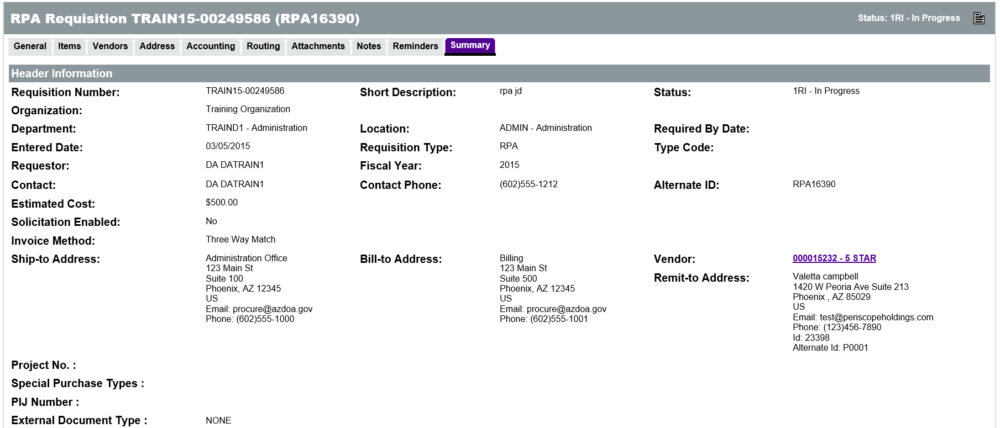 RPA Requisition TRAIN15-00249586 (RPA16390) Status: 1RI - In Progress
General Items Vendors Address Accounting Routing Attachments Notes Reminders Summary
Header Information
Requisition Number: TRAIN15-00249586 Short Description: rpa jd Status: 1RI - In Progress
Organization: Training Organization
Department: TRAIND1 - Administration Location: ADMIN - Administration Required By Date:
Entered Date: 03/05/2015 Requisition Type: RPA Type Code:
Requestor: DA DATRAIN1 Fiscal Year: 2015
Contact: DA DATRAIN1 Contact Phone: (602)555-1212 Alternate ID: RPA16390
Estimated Cost: $500.00
Solicitation Enabled: No
Invoice Method: Three Way Match
Ship-to Address:
Administration Office
123 Main St
Suite 100
Phoenix, AZ 12345
US
Email: procure@azdoa.gov
Phone: (602)555-1000
Bill-to Address:
Billing
123 Main St
Suite 500
Phoenix, AZ 12345
US
Email: procure@azdoa.gov
Phone: (602)555-1001
Vendor: 000015232 - 5 STAR
Remit-to Address:
Valetta campbell
1420 W Peoria Ave Suite 213
Phoenix , AZ 85029
US
Email: test@periscopeholdings.com
Phone: (123)456-7890
Id: 23398
Alternate Id: P0001
Project No. :
Special Purchase Types :
PIJ Number :
External Document Type : NONE